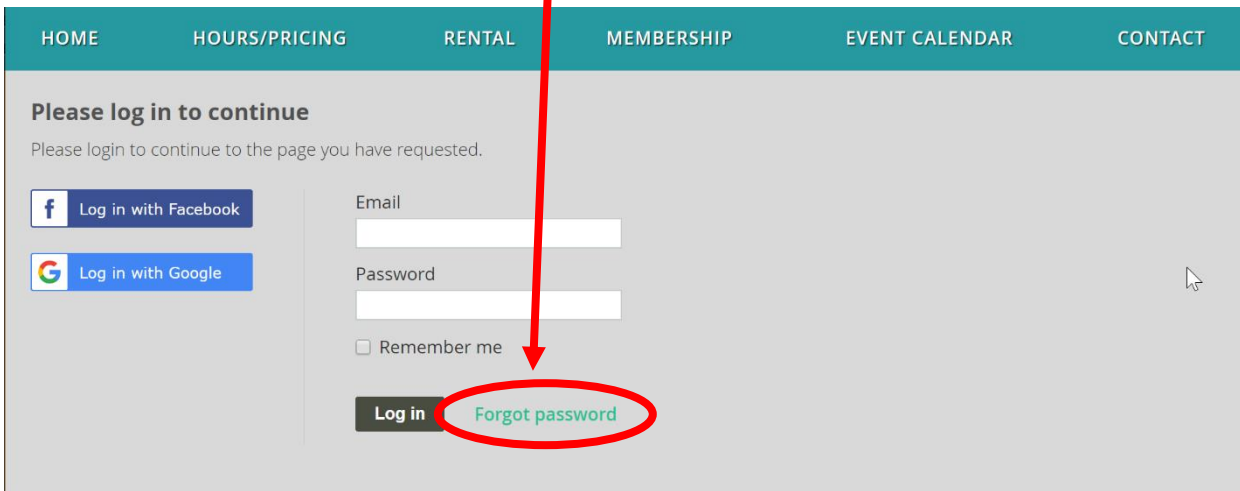 HOME HOURS/PRICING RENTAL MEMBERSHIP EVENT CALENDAR CONTACT
Please log in to continue
Please login to continue to the page you have requested.
f Log in with Facebook
G Log in with Google
Email
Password
Remember me
Log in Forgot password